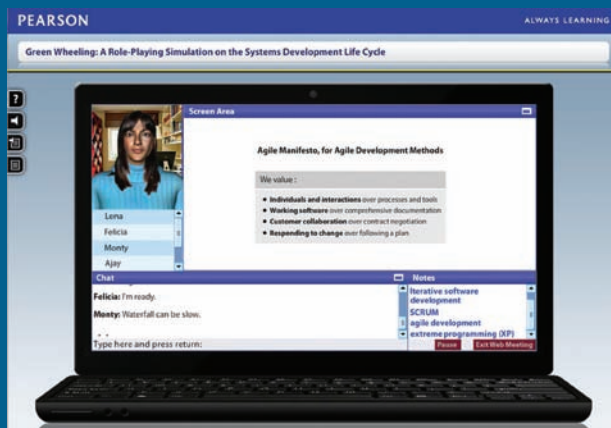 PEARSON
ALWAYS LEARNING
Green Wheeling: A Role-Playing Simulation on the Systems Development Life Cycle
?
Screen Area
Agile Manifesto, for Agile Development Methods
We value :
• Individuals and interactions over processes and tools
• Working software over comprehensive documentation
• Customer collaboration over contract negotiation
• Responding to change over following a plan
Lena
Felicia
Monty
Ajay
Chat
Felicia: I'm ready.
Monty: Waterfall can be slow.
Type here and press return:
Notes
Iterative software
development
SCRUM
agile development
extreme programming (XP)
Pause
Exit Web Meeting